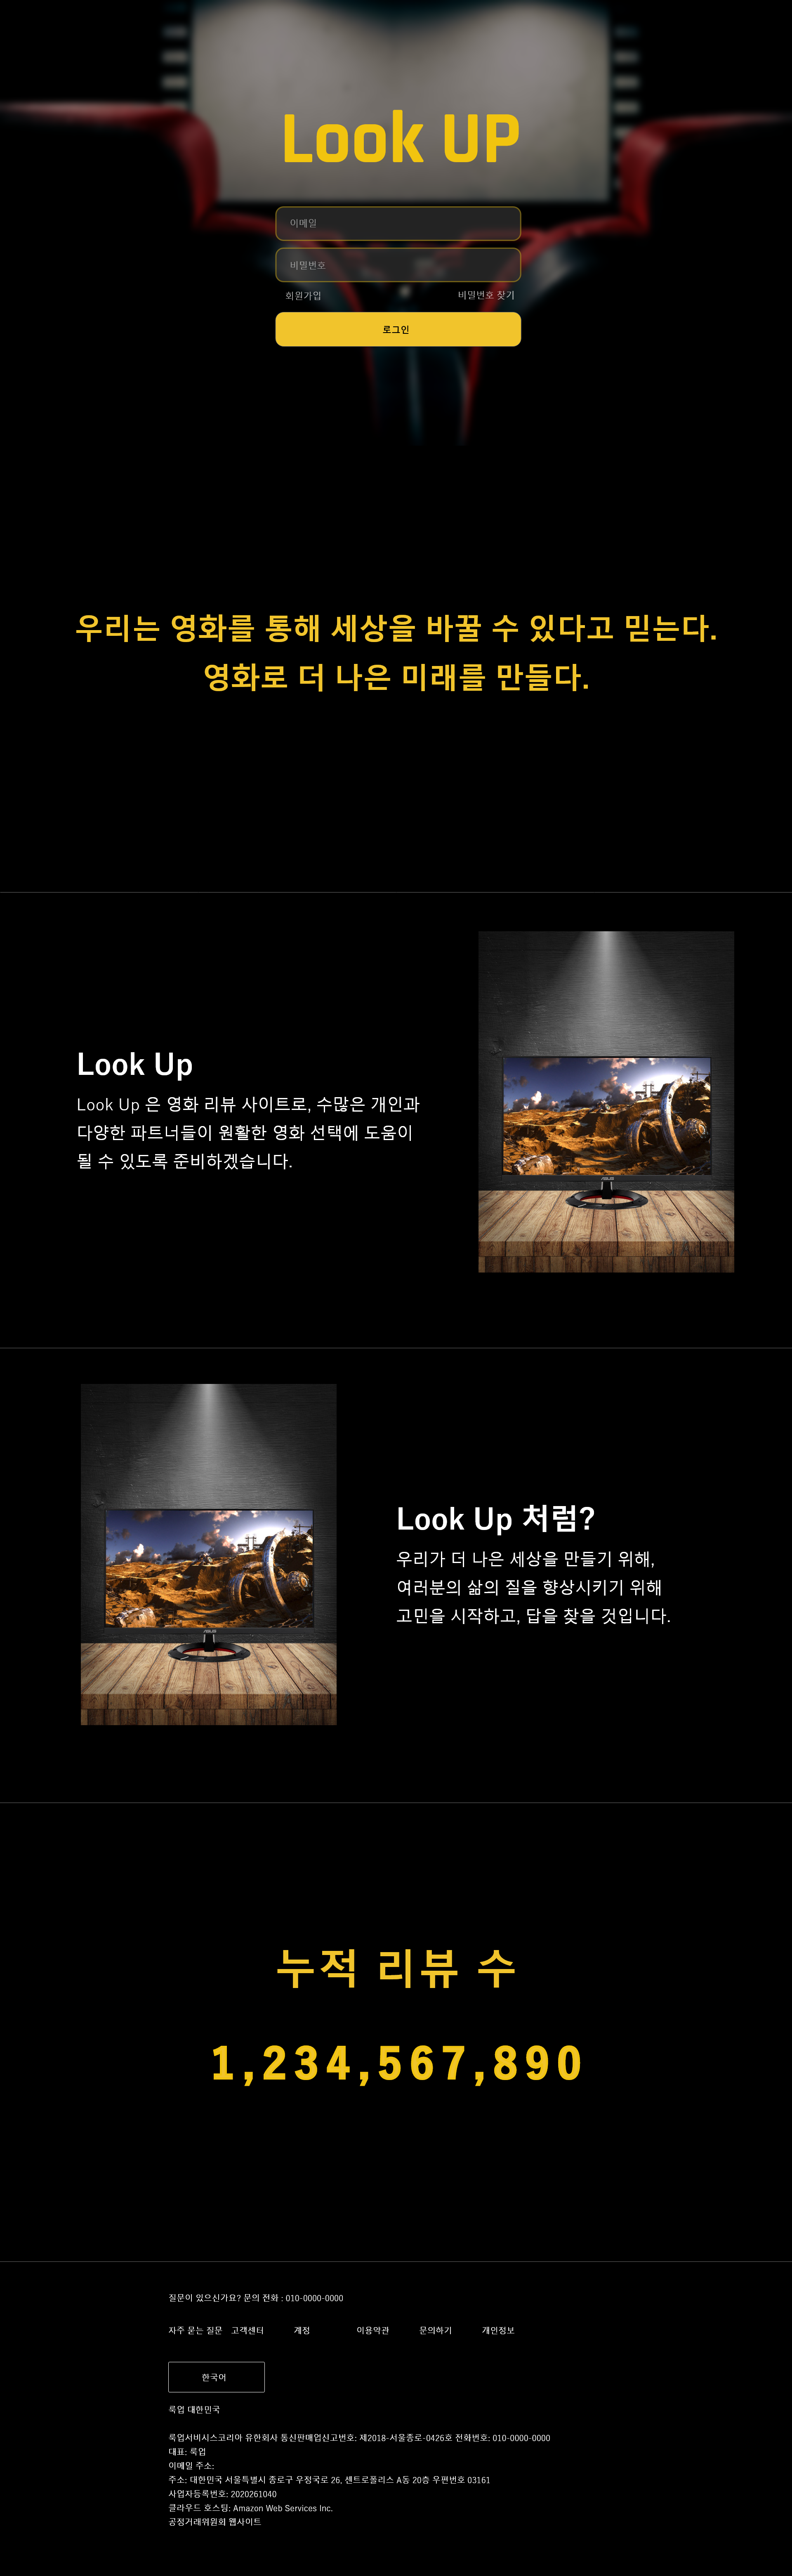 Look UP
이메일
비밀번호
회원가입 비밀번호 찾기
로그인
우리는 영화를 통해 세상을 바꿀 수 있다고 믿는다.
영화로 더 나은 미래를 만들다.
Look Up
Look Up 은 영화 리뷰 사이트로, 수많은 개인과
다양한 파트너들이 원활한 영화 선택에 도움이
될 수 있도록 준비하겠습니다.
Look Up 처럼?
우리가 더 나은 세상을 만들기 위해,
여러분의 삶의 질을 향상시키기 위해
고민을 시작하고, 답을 찾을 것입니다.
누적 리뷰 수
1,234,567,890
질문이 있으신가요? 문의 전화 : 010-0000-0000
자주 묻는 질문 고객센터 계정 이용약관 문의하기 개인정보
한국어
룩업 대한민국
룩업서비시스코리아 유한회사 통신판매업신고번호: 제2018-서울종로-0426호 전화번호: 010-0000-0000
대표: 룩업
이메일 주소:
주소: 대한민국 서울특별시 종로구 우정국로 26, 센트로폴리스 A동 20층 우편번호 03161
사업자등록번호: 2020261040
클라우드 호스팅: Amazon Web Services Inc.
공정거래위원회 웹사이트